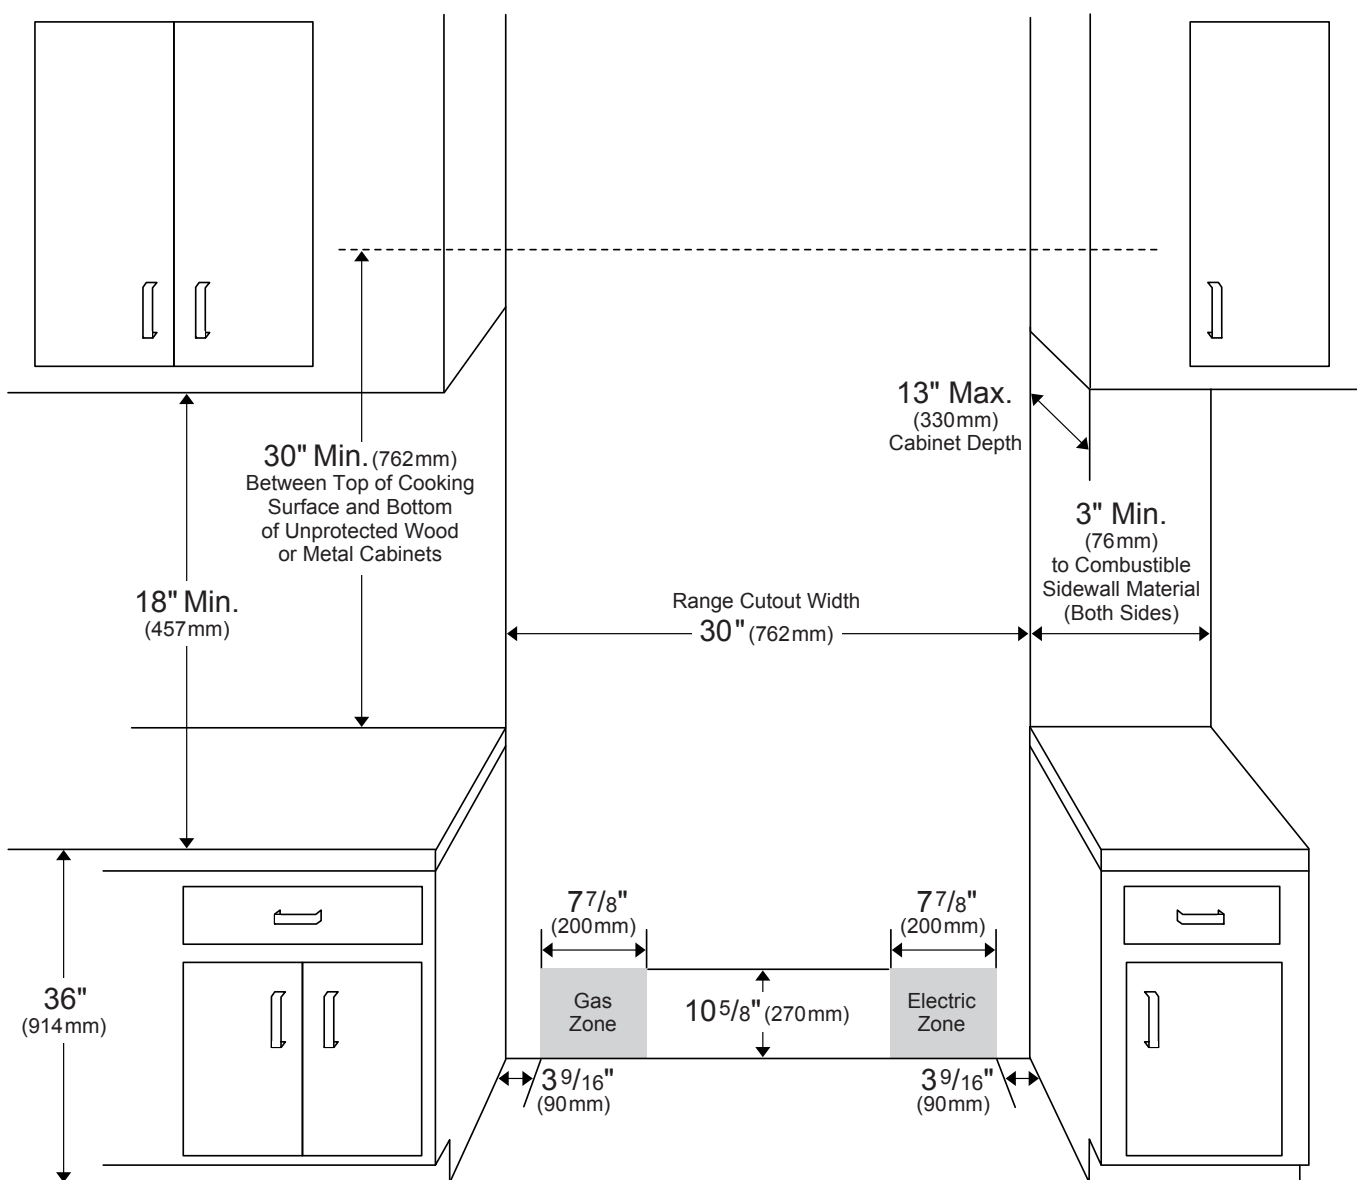 13" Max.
(330mm)
Cabinet Depth
30" Min. (762mm)
Between Top of Cooking
Surface and Bottom
of Unprotected Wood
or Metal Cabinets
3" Min.
(76mm)
to Combustible
Sidewall Material
(Both Sides)
18" Min.
(457mm)
Range Cutout Width
30" (762mm)
7 7/8"
(200mm)
7 7/8"
(200mm)
36"
(914mm)
Gas
Zone
10 5/8" (270mm)
Electric
Zone
3 9/16"
(90mm)
3 9/16"
(90mm)